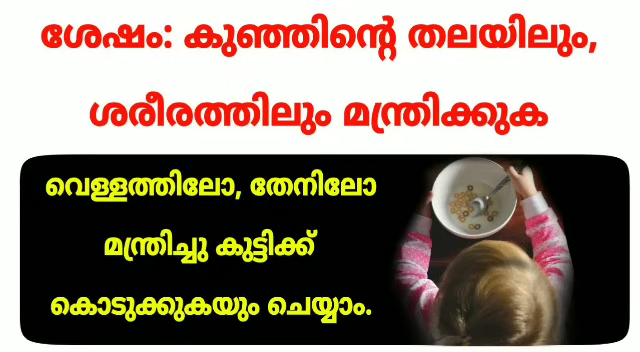 ശേഷം: കുഞ്ഞിന്റെ തലയിലും,
ശരീരത്തിലും മന്ത്രിക്കുക
വെള്ളത്തിലോ, തേനിലോ
മന്ത്രിച്ചു കുട്ടിക്ക്
കൊടുക്കുകയും ചെയ്യാം.